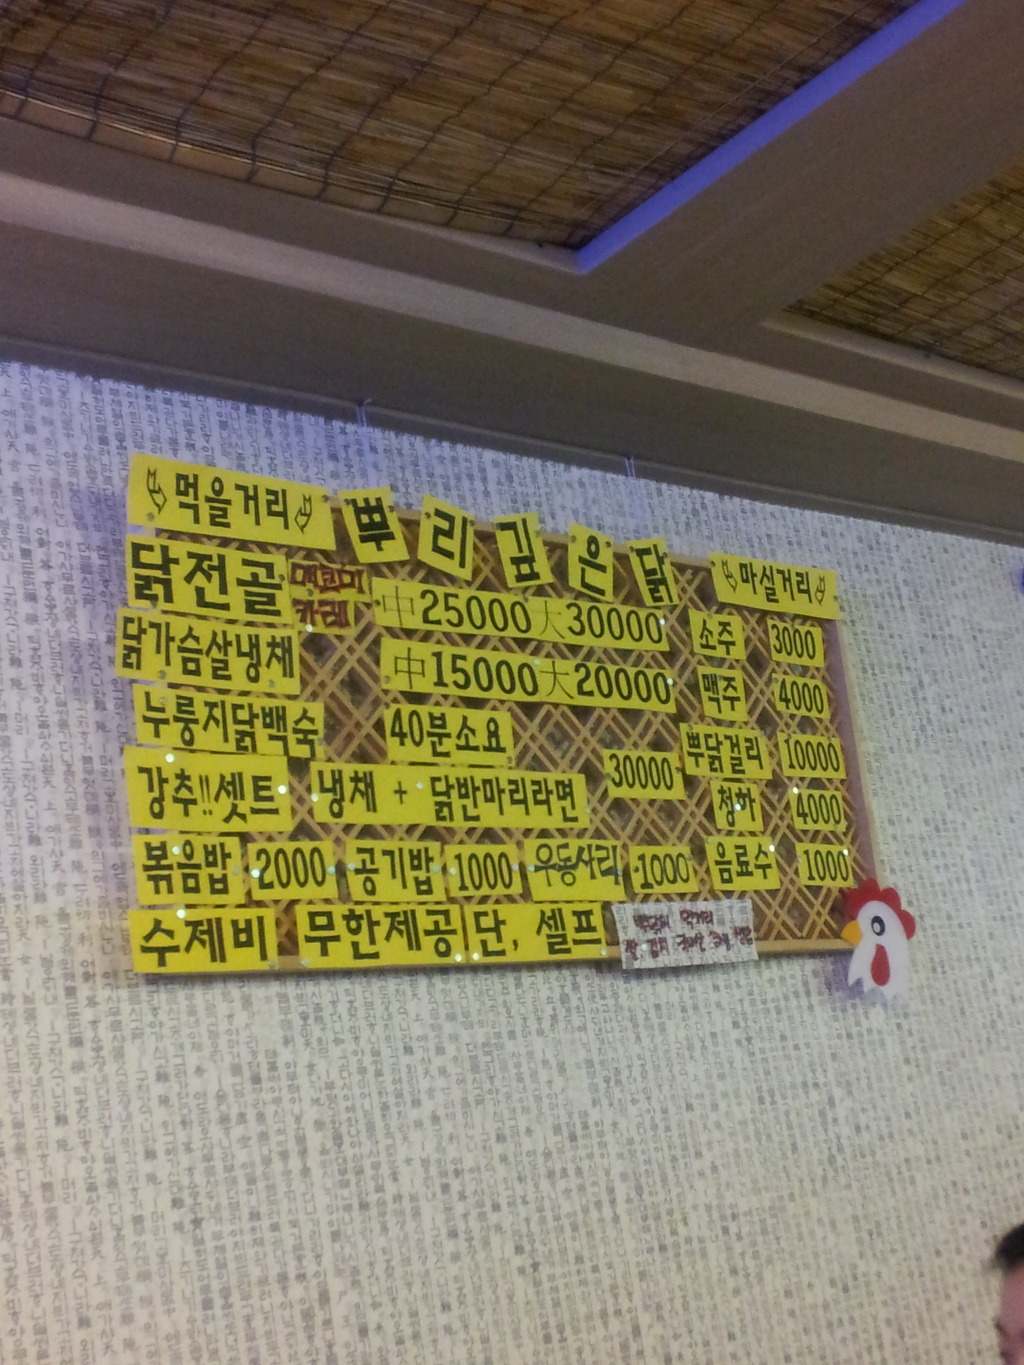 먹을거리 뿌리깊은닭 마실거리
닭전골 매콤미 카레 中25000大30000 소주 3000
닭가슴살냉채 中15000大20000 맥주 4000
누룽지닭백숙 40분소요 뿌닭걸리 10000
강추!!셋트 냉채 + 닭반마리라면 30000 청하 4000
볶음밥 2000 공기밥 1000 우동사리 1000 음료수 1000
수제비 무한제공 단, 셀프